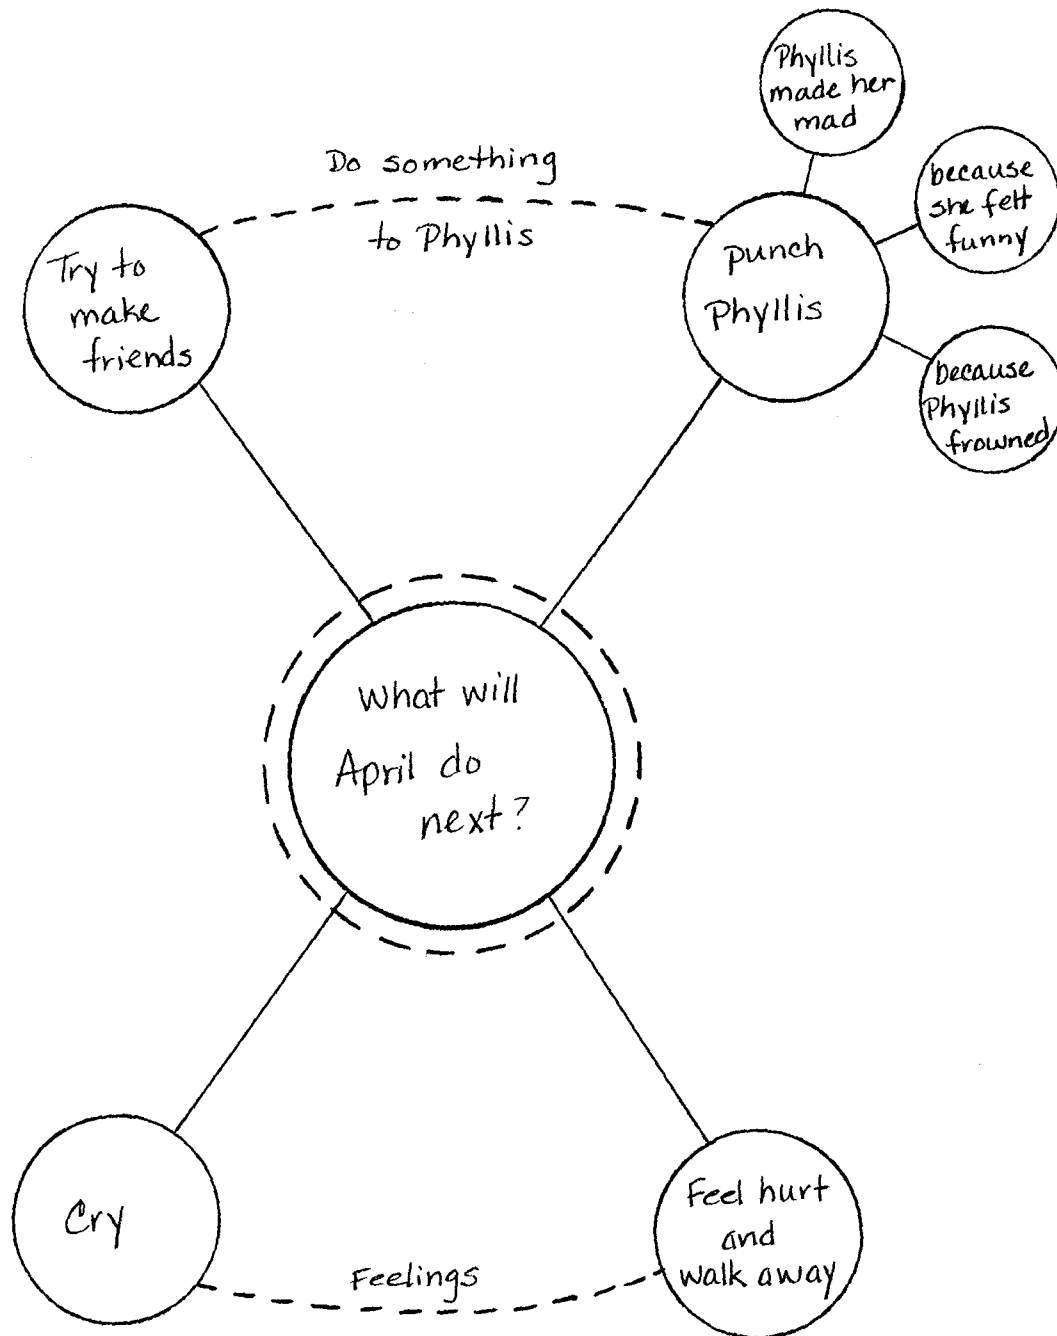 Phyllis
made her
mad
Do something
to Phyllis
because
she felt
funny
Try to
make
friends
punch
Phyllis
because
Phyllis
frowned
What will
April do
next?
Cry
Feelings
Feel hurt
and
walk away